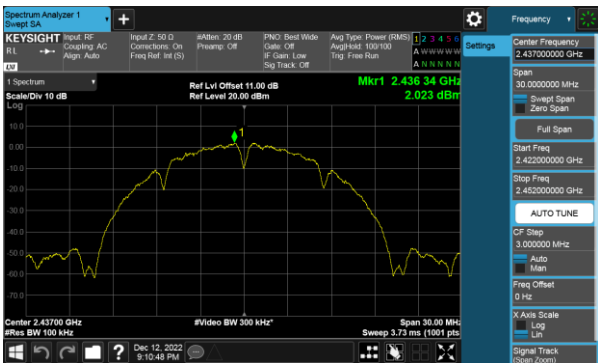 Spectrum Analyzer 1
Swept SA
Frequency
KEYSIGHT
Input: RF
Coupling: AC
Align: Auto
Input Z: 50 Ω
Corrections: On
Freq Ref: Int (S)
#Atten: 20 dB
Preamp: Off
PNO: Best Wide
Gate: Off
IF Gain: Low
Sig Track: Off
Avg Type: Power (RMS)
Avg|Hold: 100/100
Trig: Free Run
1 2 3 4 5 6
A W W W W W
A N N N N N
RL
LXI
Settings
Center Frequency
2.437000000 GHz
Span
30.0000000 MHz
Swept Span
Zero Span
Full Span
Start Freq
2.422000000 GHz
Stop Freq
2.452000000 GHz
AUTO TUNE
CF Step
3.000000 MHz
Auto
Man
Freq Offset
0 Hz
X Axis Scale
Log
Lin
Signal Track
(Span Zoom)
1 Spectrum
Scale/Div 10 dB
Log
Ref Lvl Offset 11.00 dB
Ref Level 20.00 dBm
Mkr1 2.436 34 GHz
2.023 dBm
1
10.0
0.00
-10.0
-20.0
-30.0
-40.0
-50.0
-60.0
-70.0
Center 2.43700 GHz
#Res BW 100 kHz
#Video BW 300 kHz*
Span 30.00 MHz
Sweep 3.73 ms (1001 pts)
?
Dec 12, 2022
9:10:48 PM